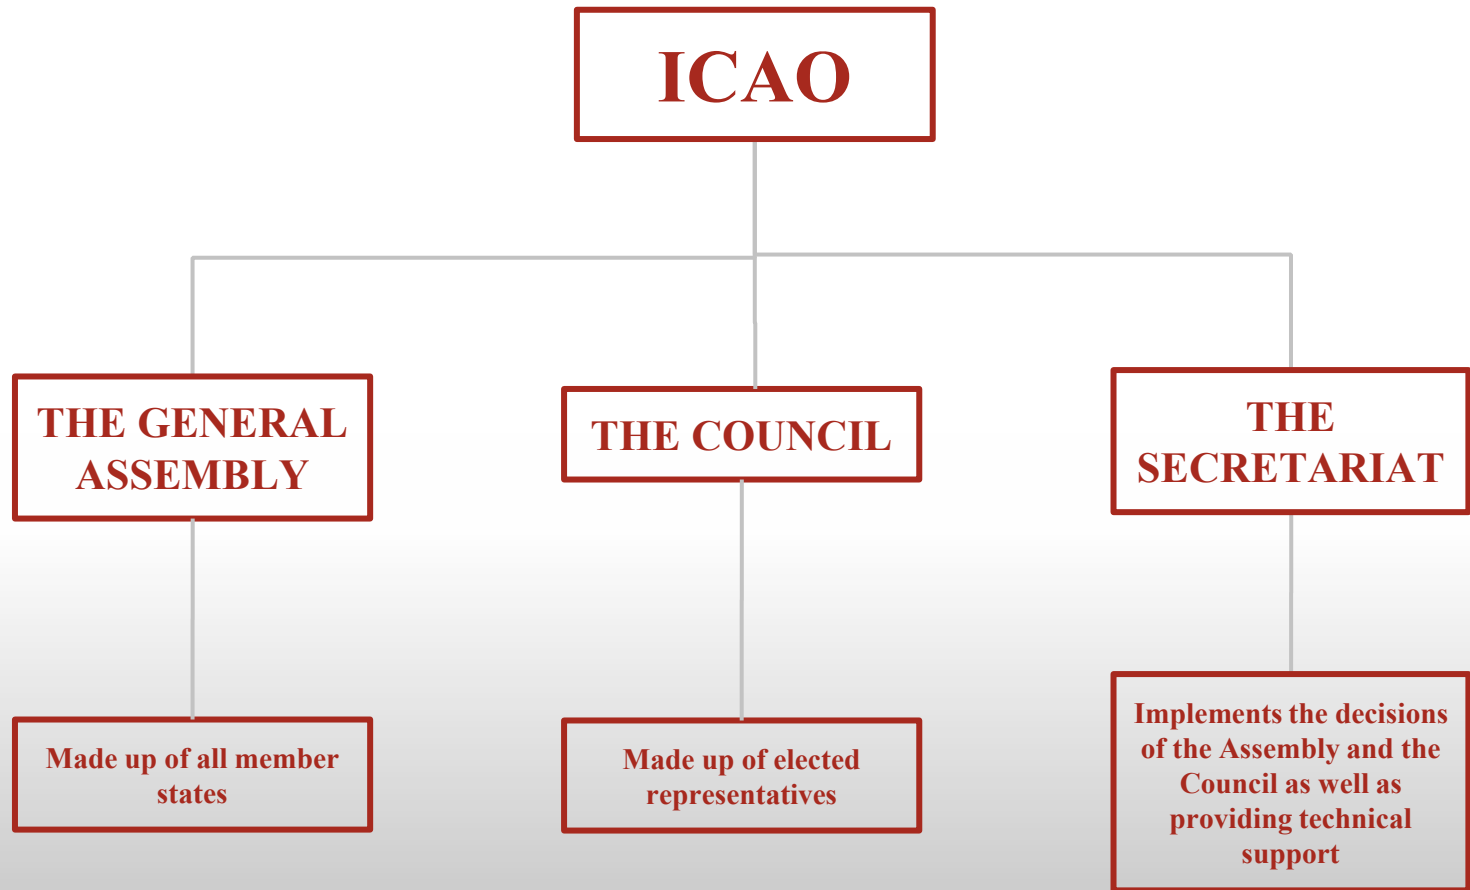 ICAO
THE GENERAL
ASSEMBLY
THE COUNCIL
THE
SECRETARIAT
Made up of all member
states
Made up of elected
representatives
Implements the decisions
of the Assembly and the
Council as well as
providing technical
support